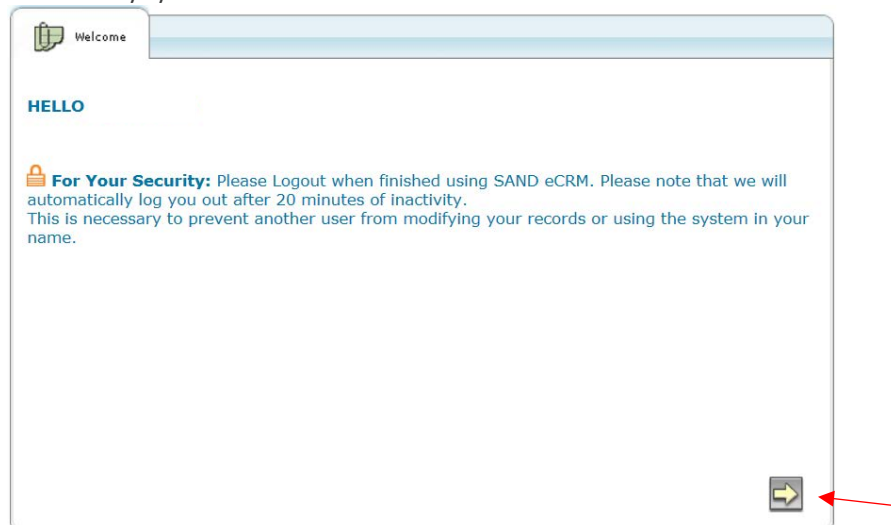 Welcome
HELLO
For Your Security: Please Logout when finished using SAND eCRM. Please note that we will
automatically log you out after 20 minutes of inactivity.
This is necessary to prevent another user from modifying your records or using the system in your
name.